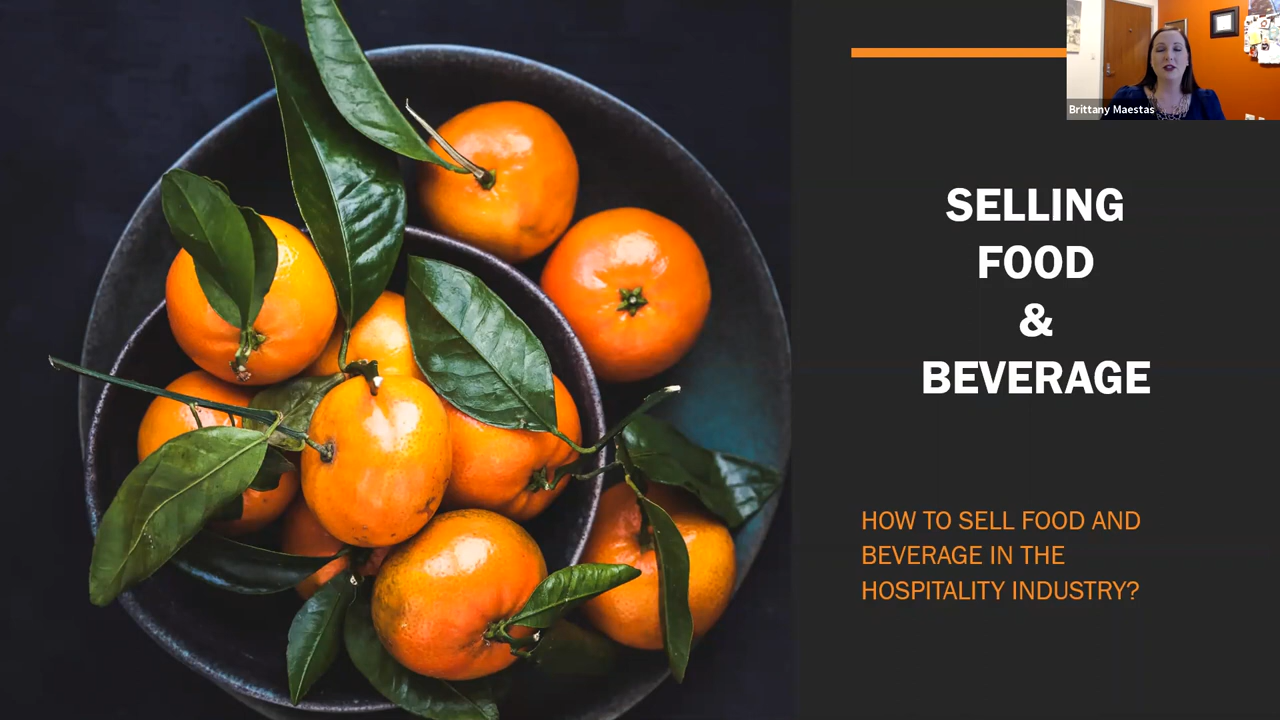 Brittany Maestas
SELLING
FOOD
&
BEVERAGE
HOW TO SELL FOOD AND
BEVERAGE IN THE
HOSPITALITY INDUSTRY?